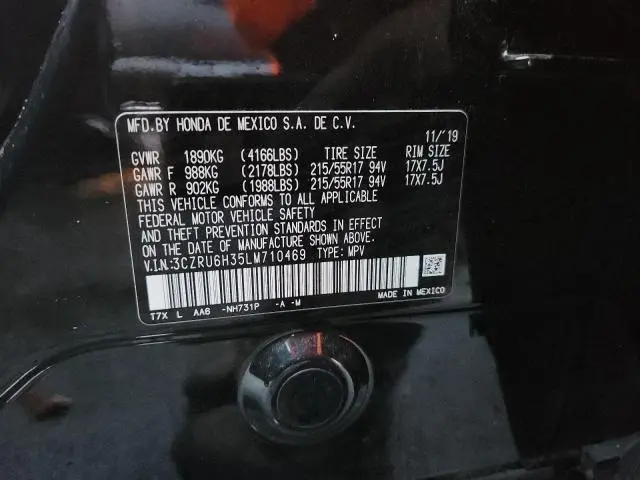 MFD.BY HONDA DE MEXICO S.A. DE C.V.
11/'19
GVWR 1890KG (4166LBS) TIRE SIZE RIM SIZE
GAWR F 988KG (2178LBS) 215/55R17 94V 17X7.5J
GAWR R 902KG (1988LBS) 215/55R17 94V 17X7.5J
THIS VEHICLE CONFORMS TO ALL APPLICABLE
FEDERAL MOTOR VEHICLE SAFETY
AND THEFT PREVENTION STANDARDS IN EFFECT
ON THE DATE OF MANUFACTURE SHOWN ABOVE.
V.I.N.:3CZRU6H35LM710469 TYPE: MPV
MADE IN MEXICO
T7X L AA6 -NH731P -A -M